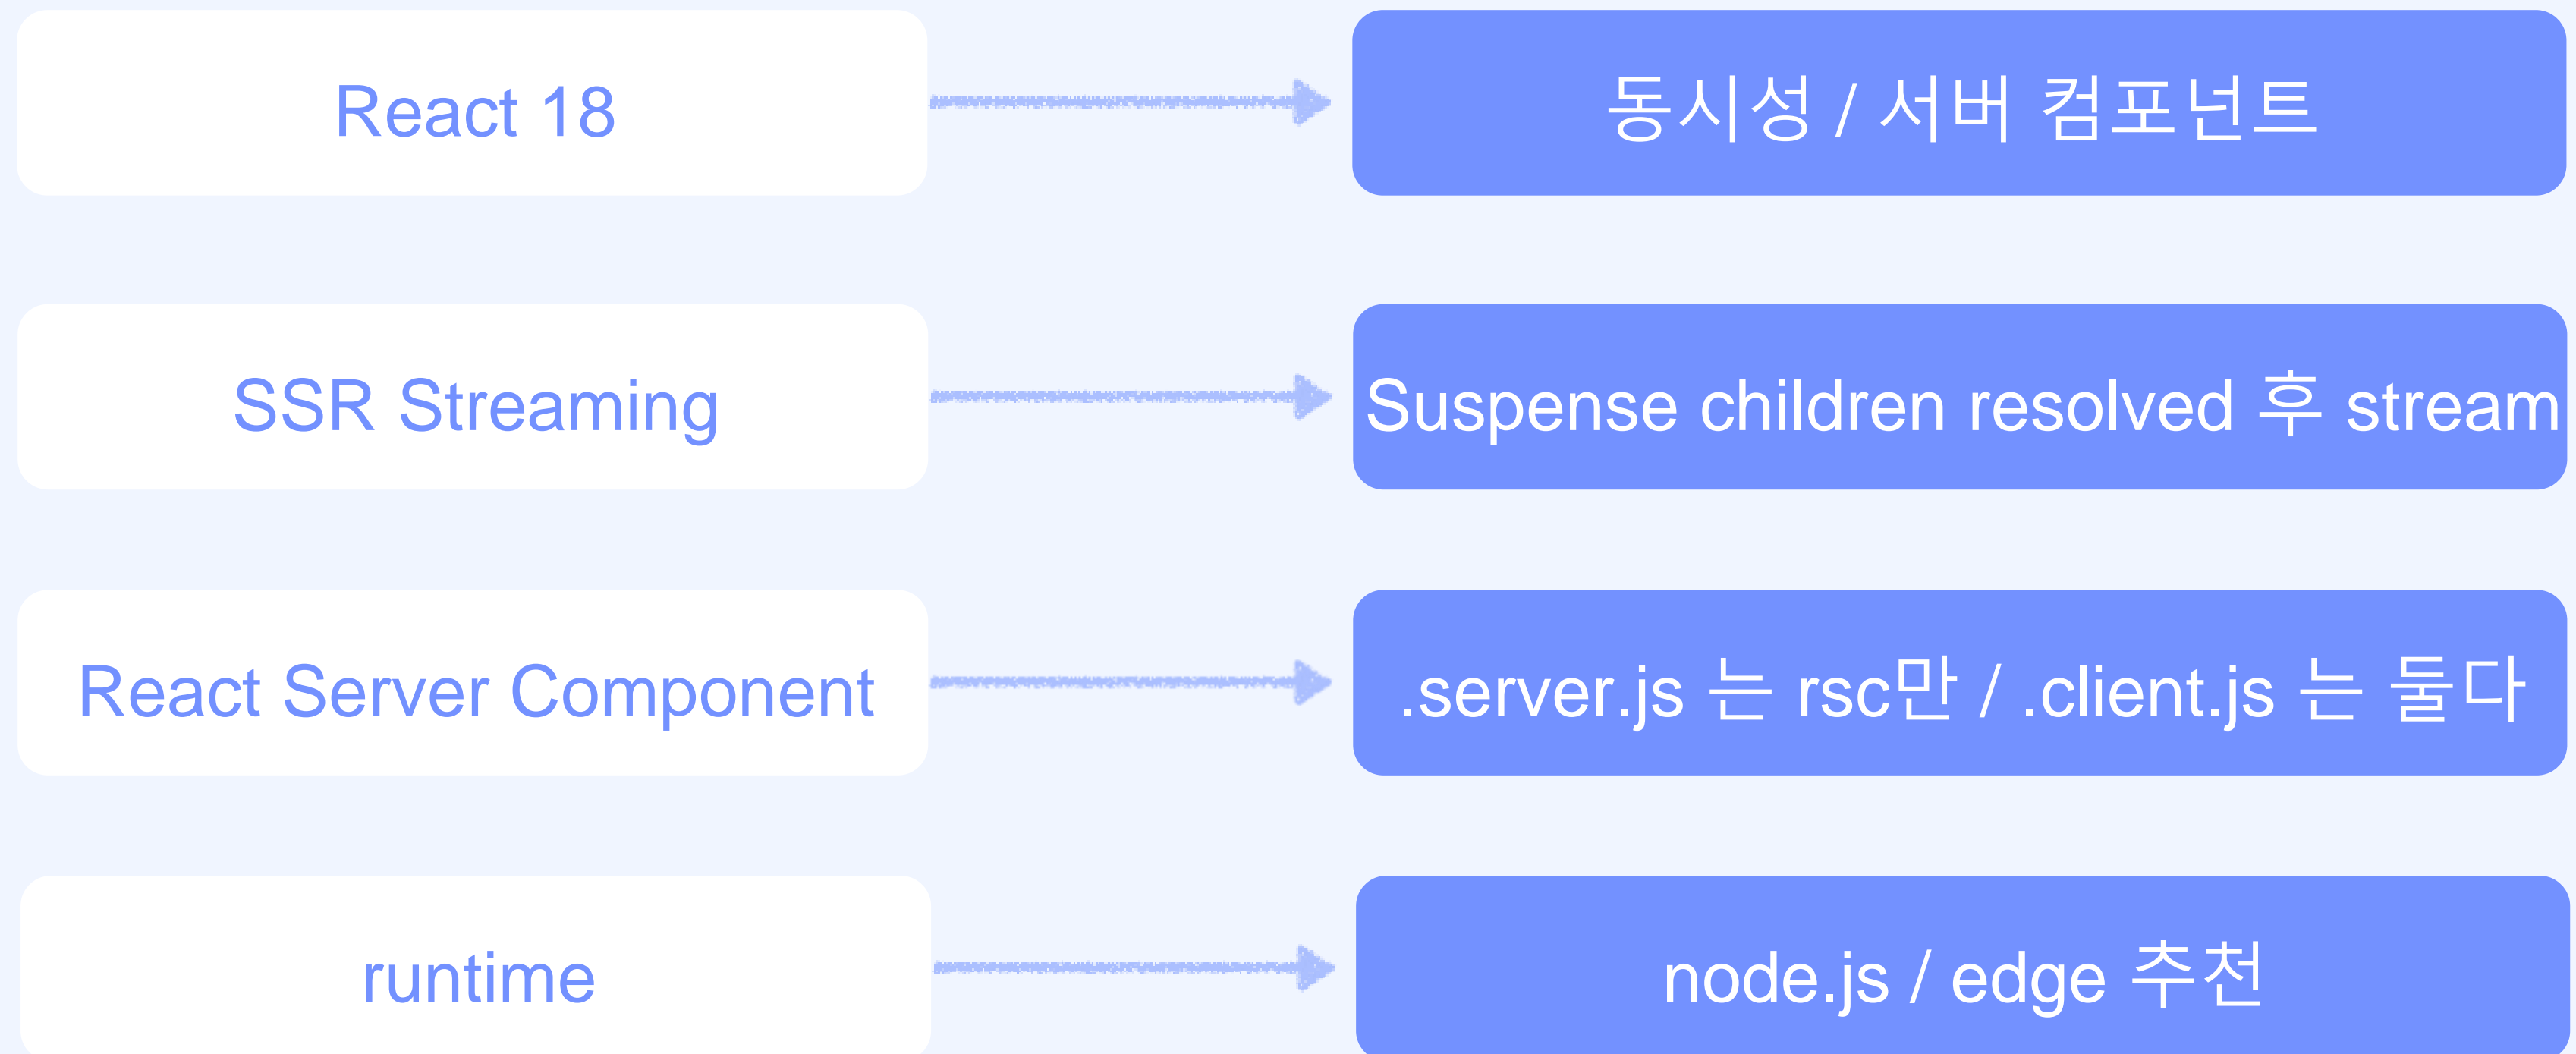 React 18
동시성 / 서버 컴포넌트
SSR Streaming
Suspense children resolved 후 stream
React Server Component
.server.js 는 rsc만 / .client.js 는 둘다
runtime
node.js / edge 추천